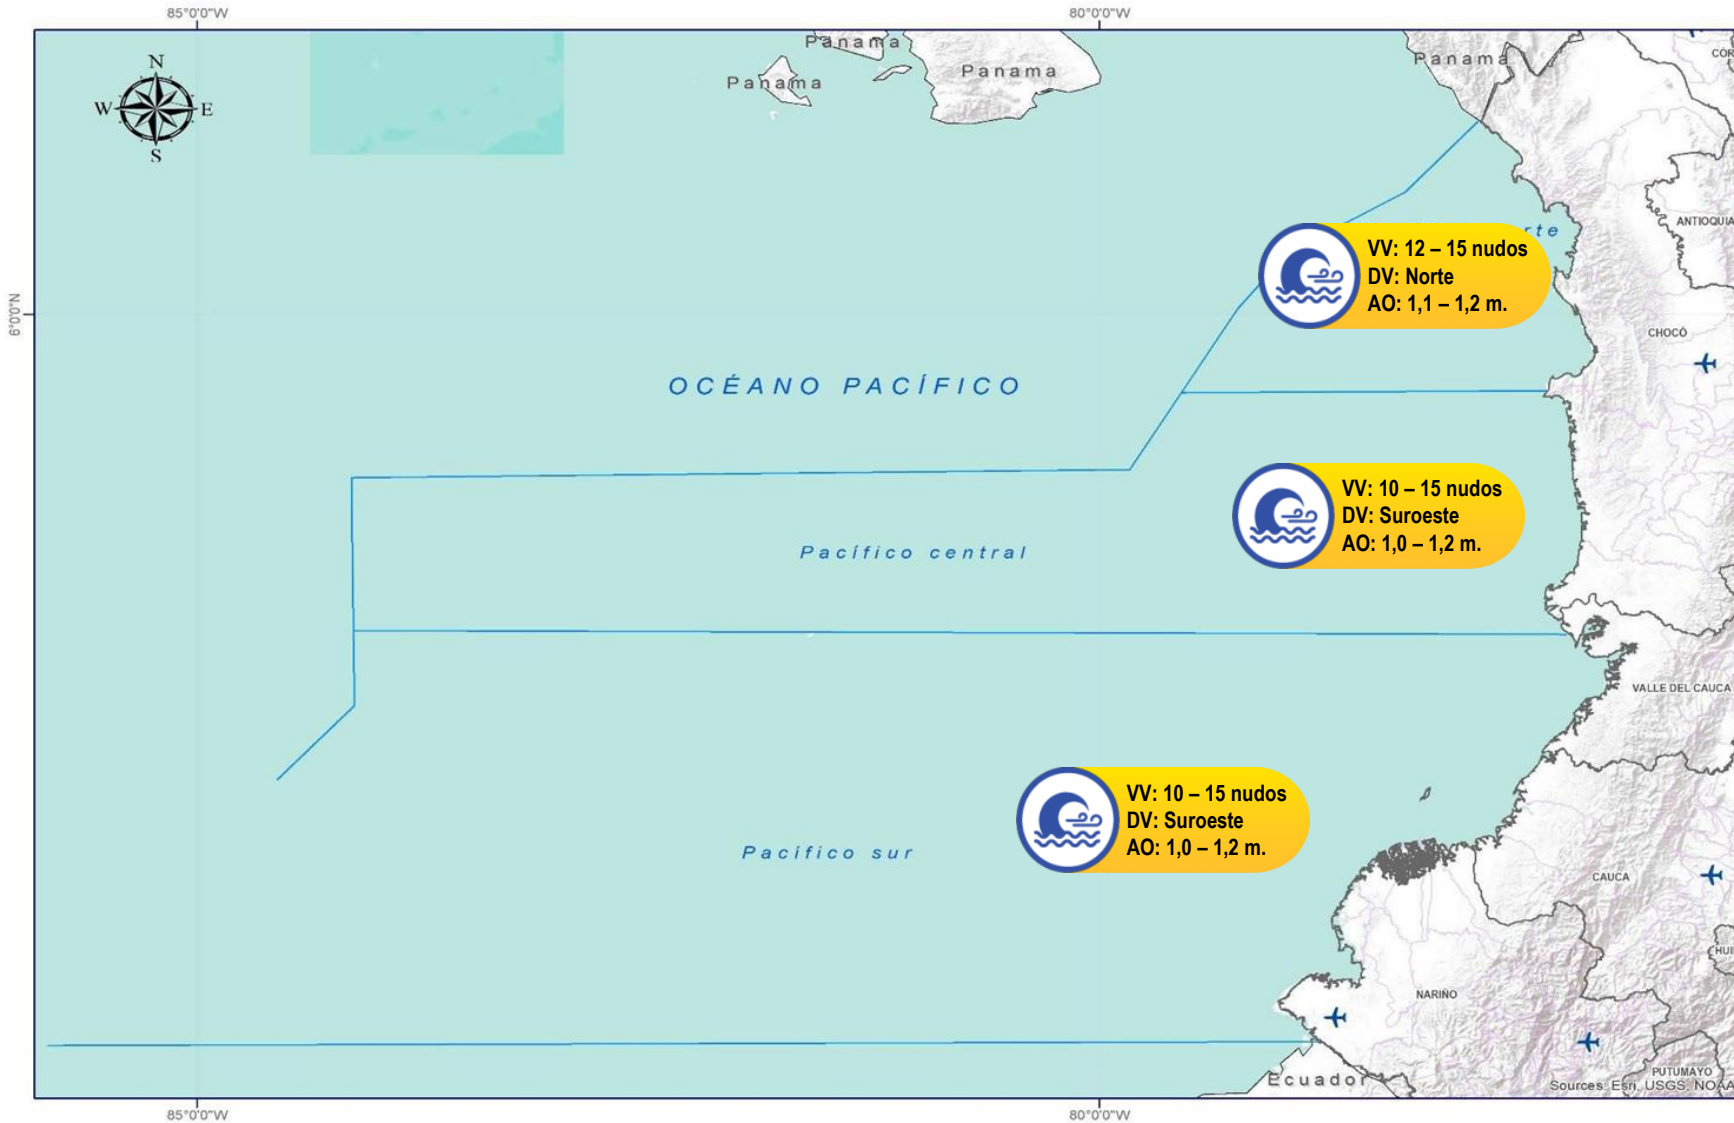 85°0'0"W
80°0'0"W
N
W
E
S
Panama
Panama
Panama
Panama
ANTIOQUIA
rte
VV: 12 – 15 nudos
DV: Norte
AO: 1,1 – 1,2 m.
6°0'0"N
CHOCÓ
OCÉANO PACÍFICO
VV: 10 – 15 nudos
DV: Suroeste
AO: 1,0 – 1,2 m.
Pacífico central
VALLE DEL CAUCA
VV: 10 – 15 nudos
DV: Suroeste
AO: 1,0 – 1,2 m.
Pacífico sur
CAUCA
HUI
NARIÑO
PUTUMAYO
Ecuador
Sources: Esri, USGS, NOAA
85°0'0"W
80°0'0"W